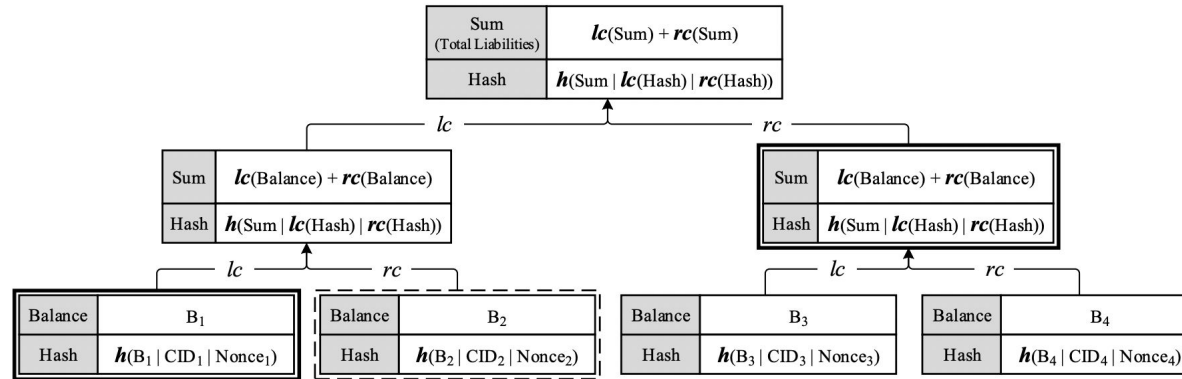 Sum
(Total Liabilities)
lc(Sum) + rc(Sum)
Hash
h(Sum | lc(Hash) | rc(Hash))
lc
rc
Sum
lc(Balance) + rc(Balance)
Hash
h(Sum | lc(Hash) | rc(Hash))
Sum
lc(Balance) + rc(Balance)
Hash
h(Sum | lc(Hash) | rc(Hash))
lc
rc
lc
rc
Balance
B₁
Hash
h(B₁ | CID₁ | Nonce₁)
Balance
B₂
Hash
h(B₂ | CID₂ | Nonce₂)
Balance
B₃
Hash
h(B₃ | CID₃ | Nonce₃)
Balance
B₄
Hash
h(B₄ | CID₄ | Nonce₄)